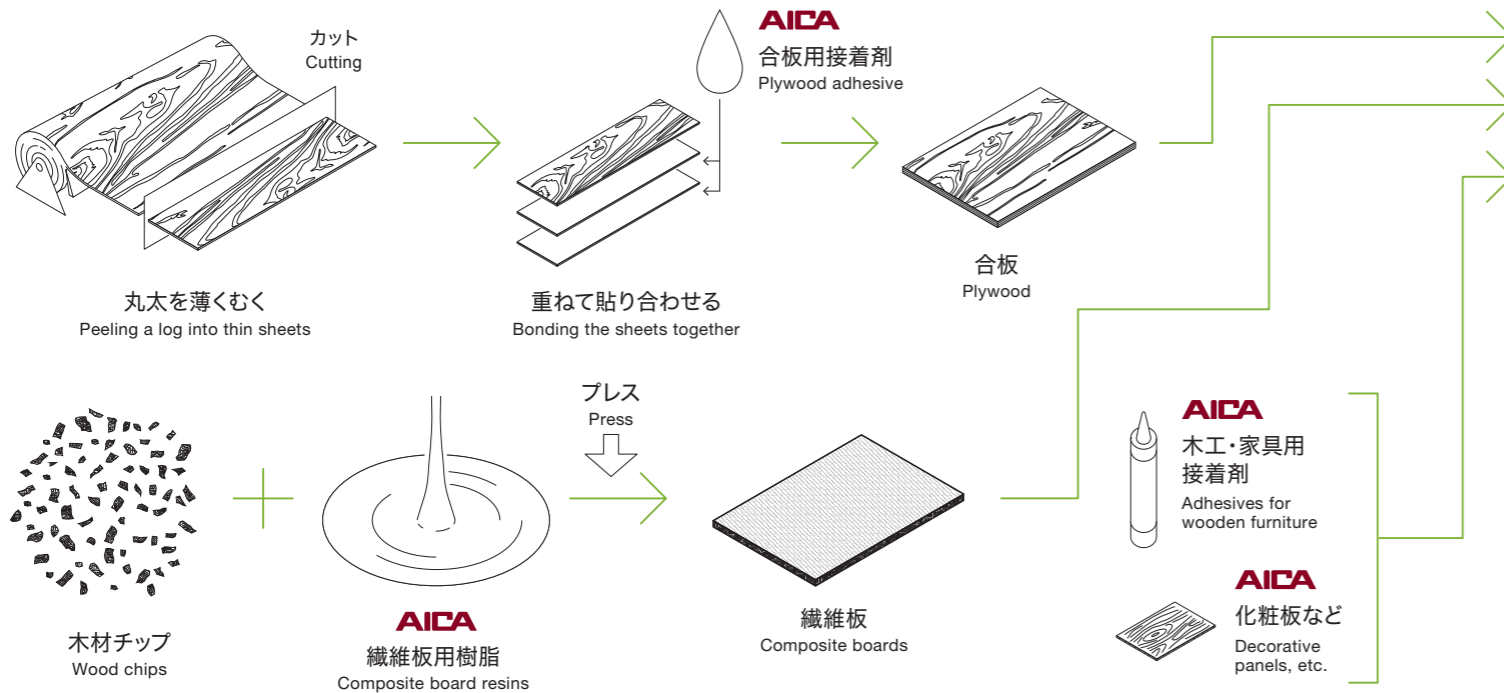 カット
Cutting
AICA
合板用接着剤
Plywood adhesive
丸太を薄くむく
Peeling a log into thin sheets
重ねて貼り合わせる
Bonding the sheets together
合板
Plywood
プレス
Press
木材チップ
Wood chips
AICA
繊維板用樹脂
Composite board resins
繊維板
Composite boards
AICA
木工・家具用
接着剤
Adhesives for
wooden furniture
AICA
化粧板など
Decorative
panels, etc.